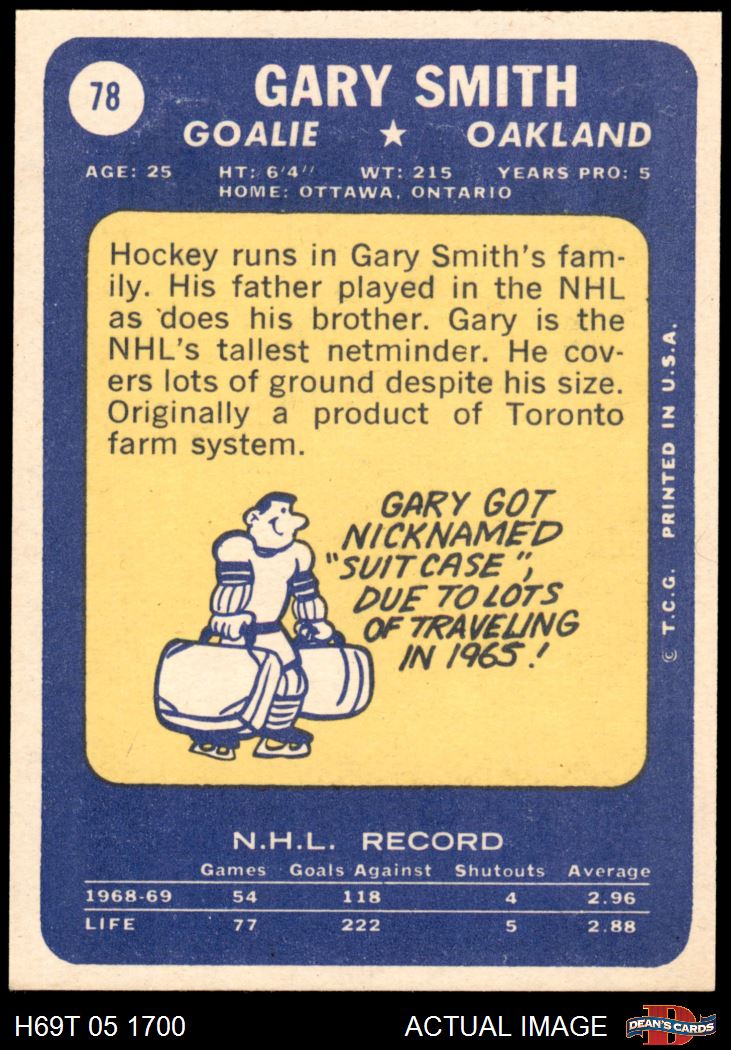 78
GARY SMITH
GOALIE ★ OAKLAND
AGE: 25 HT: 6'4'' WT: 215 YEARS PRO: 5
HOME: OTTAWA, ONTARIO
Hockey runs in Gary Smith's fam-
ily. His father played in the NHL
as does his brother. Gary is the
NHL's tallest netminder. He cov-
ers lots of ground despite his size.
Originally a product of Toronto
farm system.
GARY GOT
NICKNAMED
"SUITCASE",
DUE TO LOTS
OF TRAVELING
IN 1965!
© T.C.G. PRINTED IN U.S.A.
N.H.L. RECORD
Games Goals Against Shutouts Average
1968-69 54 118 4 2.96
LIFE 77 222 5 2.88
H69T 05 1700
ACTUAL IMAGE
D
DEAN'S CARDS